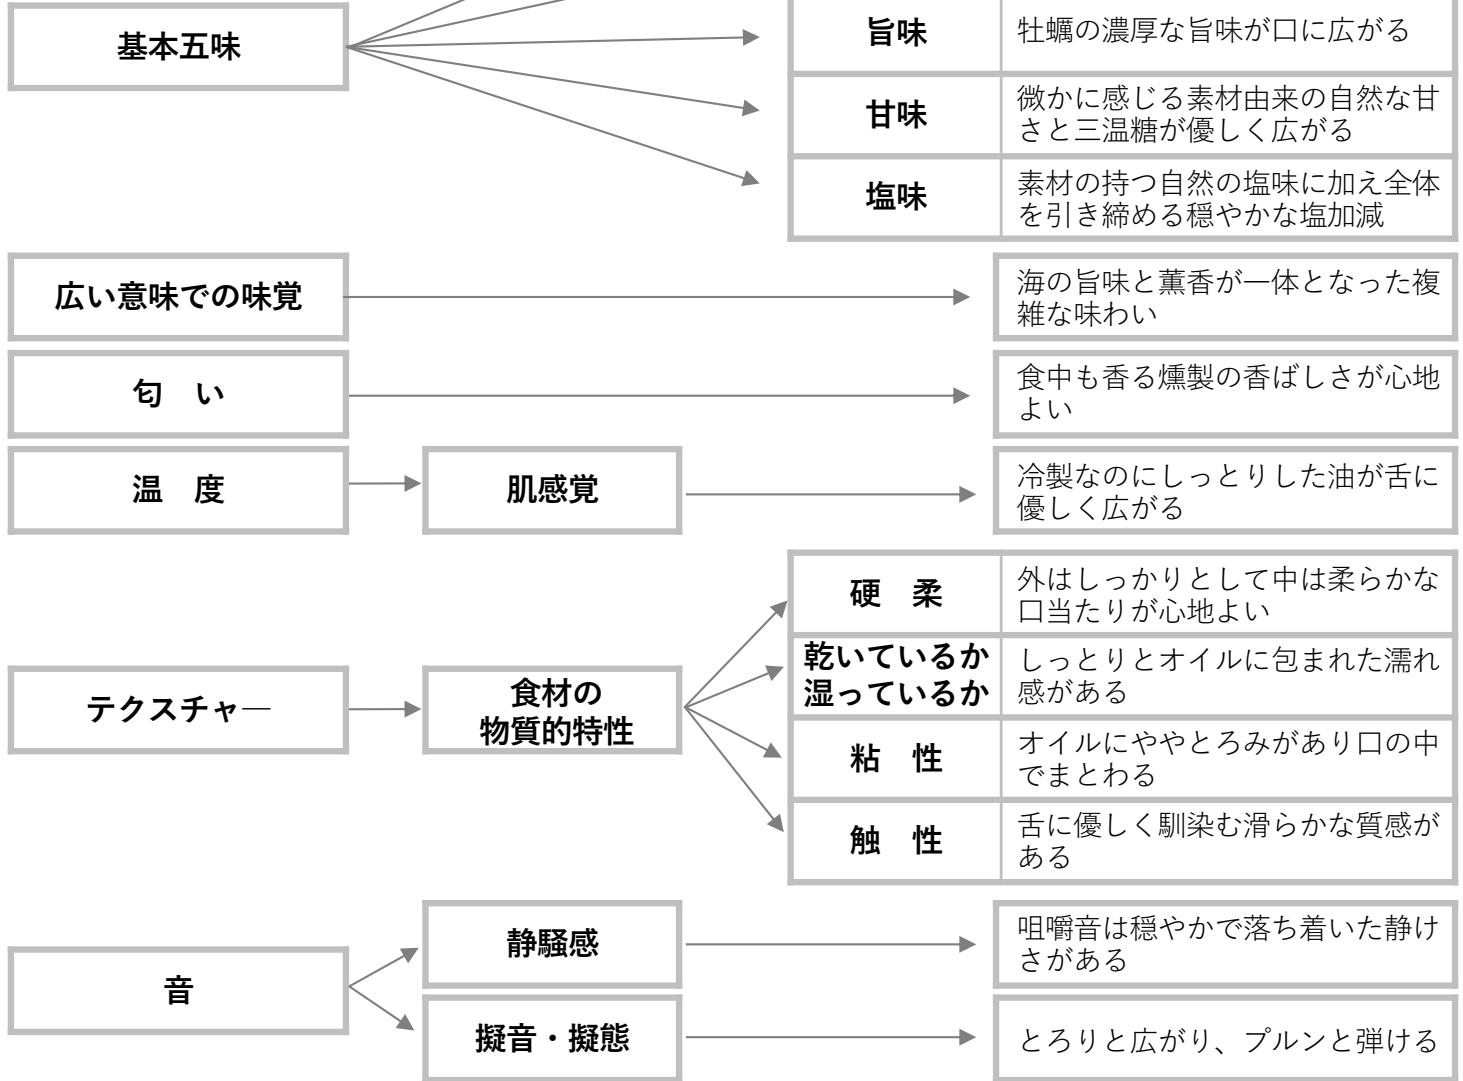 基本五味
旨味
牡蠣の濃厚な旨味が口に広がる
甘味
微かに感じる素材由来の自然な甘
さと三温糖が優しく広がる
塩味
素材の持つ自然の塩味に加え全体
を引き締める穏やかな塩加減
広い意味での味覚
海の旨味と薫香が一体となった複
雑な味わい
匂　い
食中も香る燻製の香ばしさが心地
よい
温　度
肌感覚
冷製なのにしっとりした油が舌に
優しく広がる
テクスチャ―
食材の
物質的特性
硬　柔
外はしっかりとして中は柔らかな
口当たりが心地よい
乾いているか
湿っているか
しっとりとオイルに包まれた濡れ
感がある
粘　性
オイルにややとろみがあり口の中
でまとわる
触　性
舌に優しく馴染む滑らかな質感が
ある
音
静騒感
咀嚼音は穏やかで落ち着いた静け
さがある
擬音・擬態
とろりと広がり、プルンと弾ける